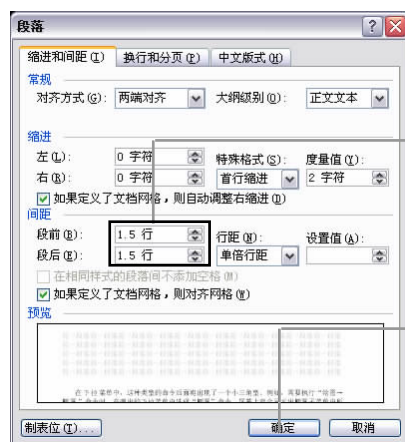 段落
缩进和间距(I) 换行和分页(P) 中文版式(H)
常规
对齐方式(G): 两端对齐 大纲级别(O): 正文文本
缩进
左(L): 0 字符 特殊格式(S): 度量值(Y):
右(R): 0 字符 首行缩进 2 字符
如果定义了文档网格，则自动调整右缩进(D)
间距
段前(B): 1.5 行 行距(N): 设置值(A):
段后(E): 1.5 行 单倍行距
在相同样式的段落间不添加空格(M)
如果定义了文档网格，则对齐网格(W)
预览
制表位(T)... 确定 取消